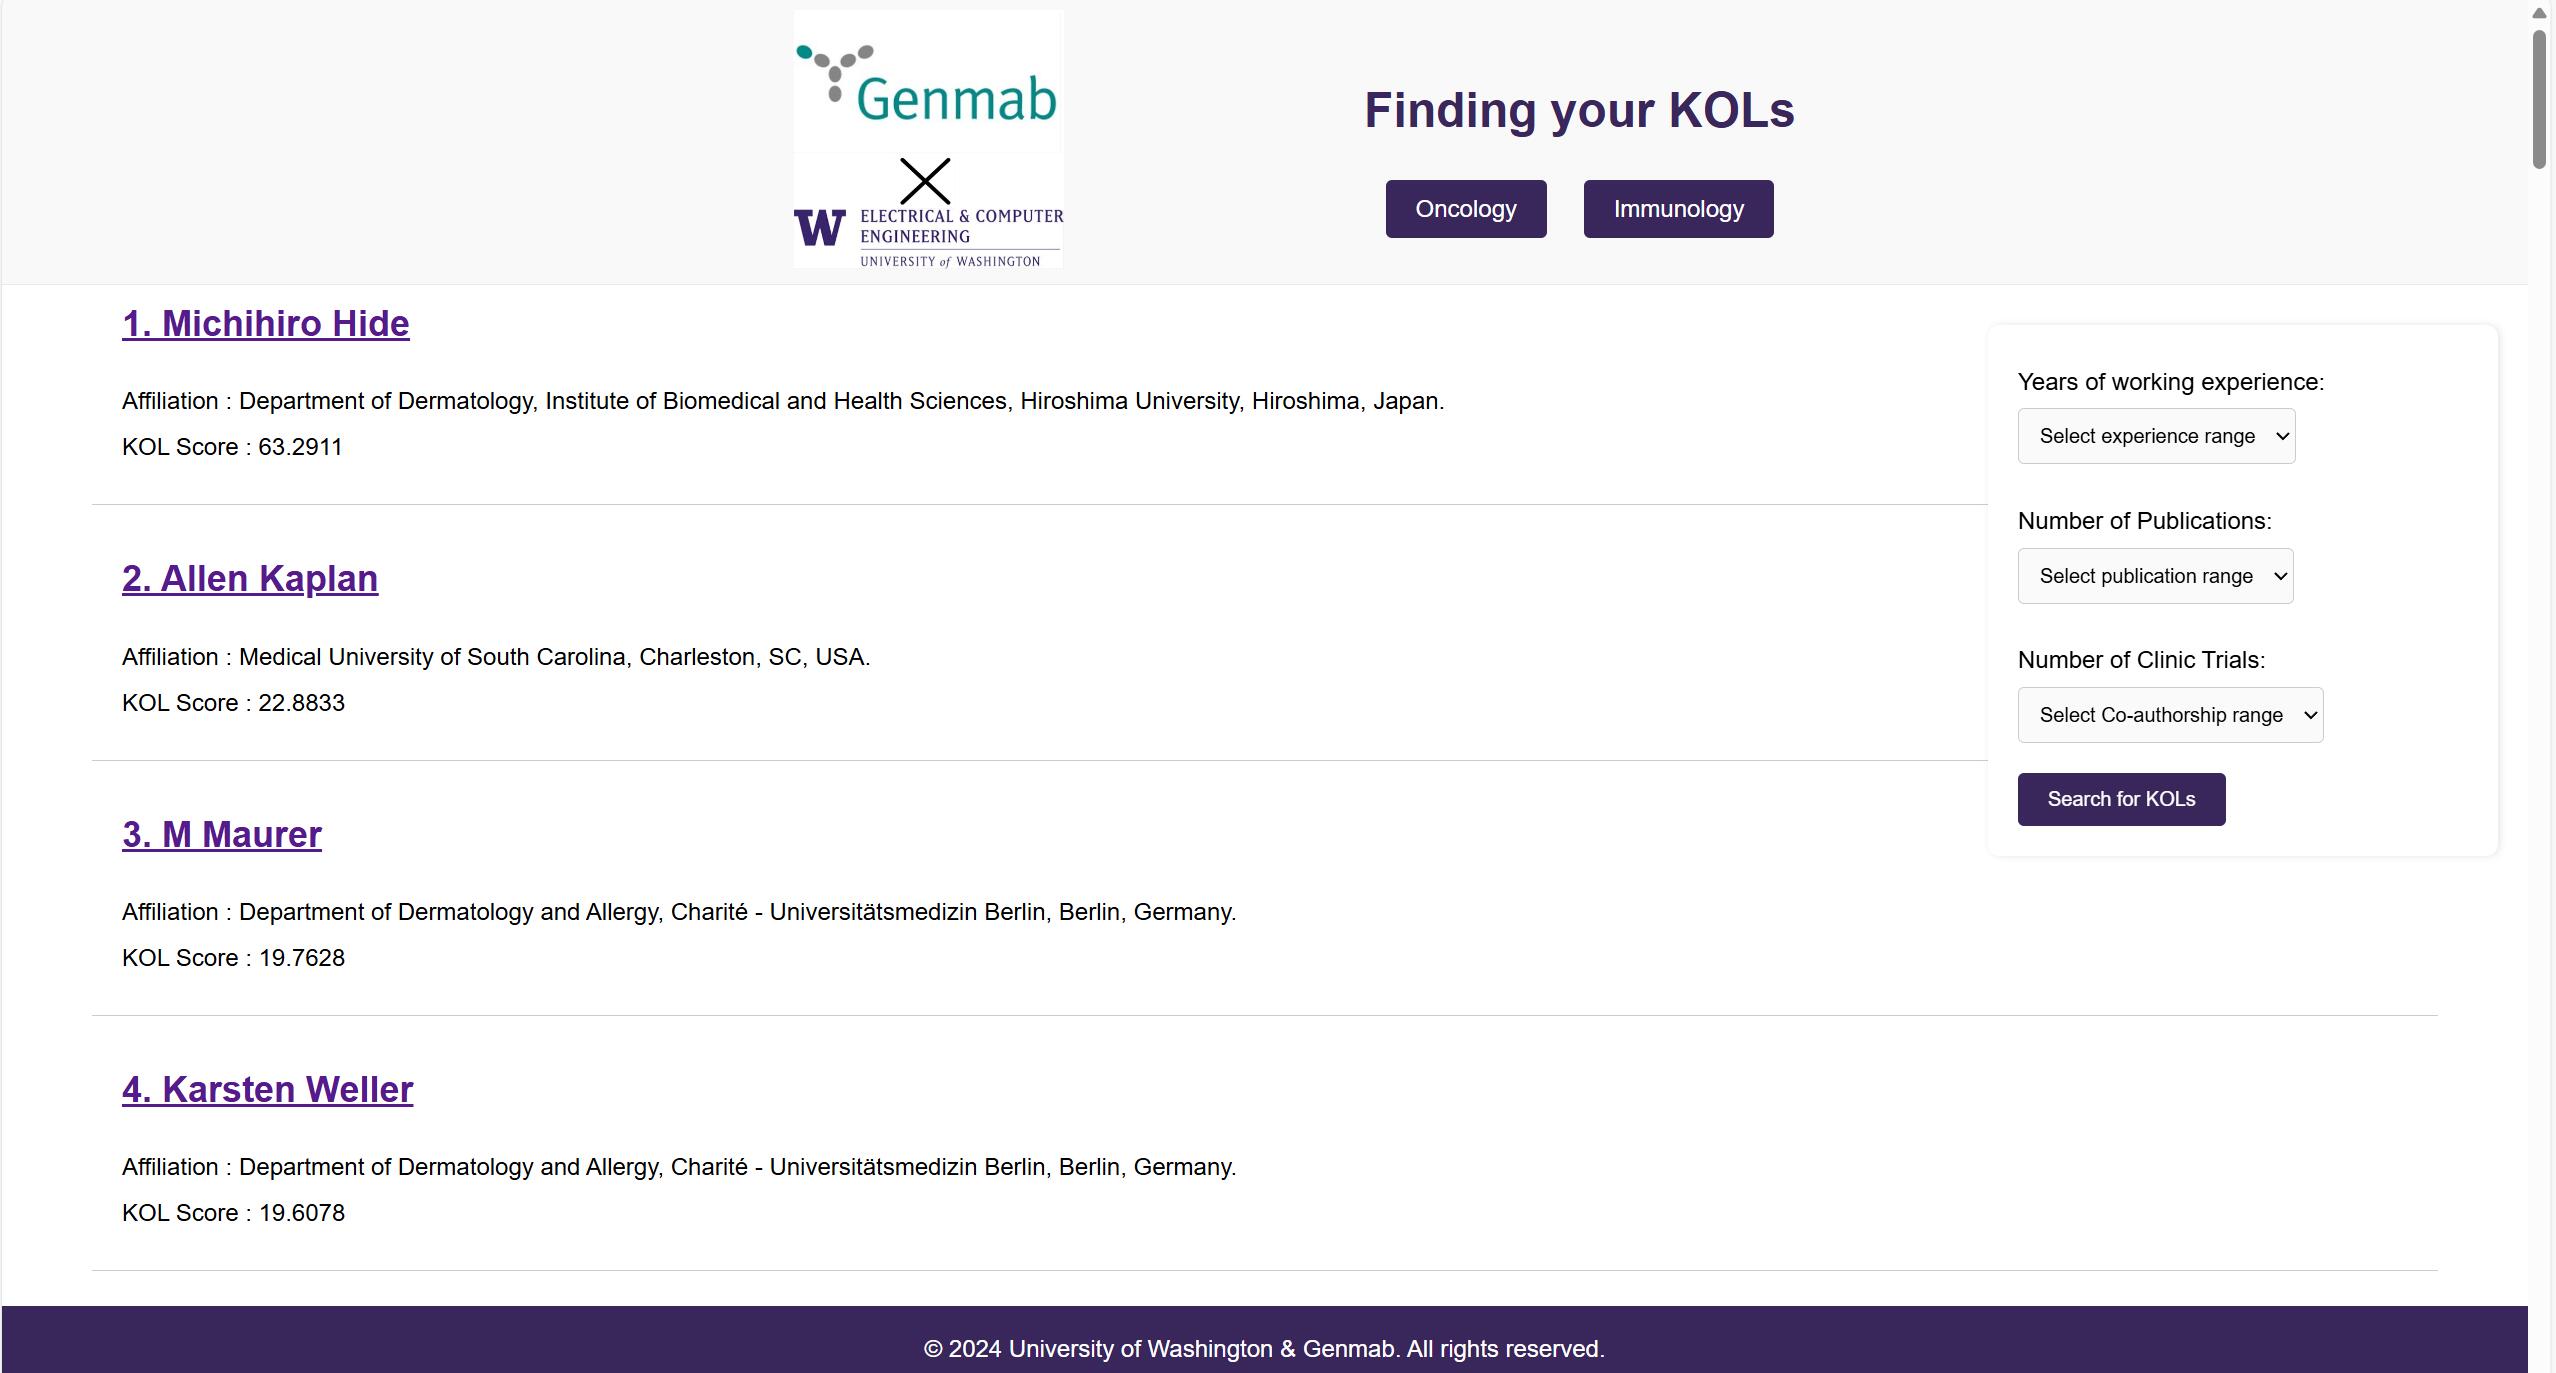 Genmab
W
ELECTRICAL & COMPUTER
ENGINEERING
UNIVERSITY of WASHINGTON
Finding your KOLs
Oncology
Immunology
1. Michihiro Hide
Affiliation : Department of Dermatology, Institute of Biomedical and Health Sciences, Hiroshima University, Hiroshima, Japan.
KOL Score : 63.2911
2. Allen Kaplan
Affiliation : Medical University of South Carolina, Charleston, SC, USA.
KOL Score : 22.8833
3. M Maurer
Affiliation : Department of Dermatology and Allergy, Charité - Universitätsmedizin Berlin, Berlin, Germany.
KOL Score : 19.7628
4. Karsten Weller
Affiliation : Department of Dermatology and Allergy, Charité - Universitätsmedizin Berlin, Berlin, Germany.
KOL Score : 19.6078
Years of working experience:
Select experience range
Number of Publications:
Select publication range
Number of Clinic Trials:
Select Co-authorship range
Search for KOLs
© 2024 University of Washington & Genmab. All rights reserved.